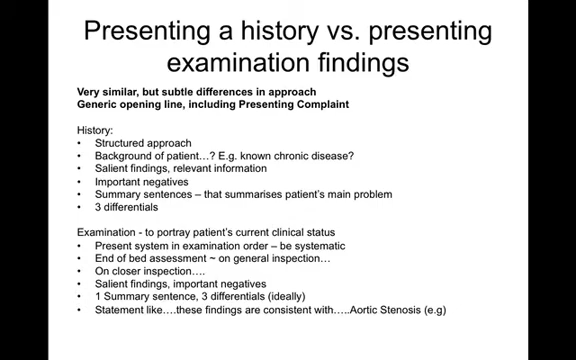 Presenting a history vs. presenting
examination findings
Very similar, but subtle differences in approach
Generic opening line, including Presenting Complaint
History:
• Structured approach
• Background of patient…? E.g. known chronic disease?
• Salient findings, relevant information
• Important negatives
• Summary sentences – that summarises patient's main problem
• 3 differentials
Examination - to portray patient's current clinical status
• Present system in examination order – be systematic
• End of bed assessment ~ on general inspection…
• On closer inspection….
• Salient findings, important negatives
• 1 Summary sentence, 3 differentials (ideally)
• Statement like….these findings are consistent with…..Aortic Stenosis (e.g)